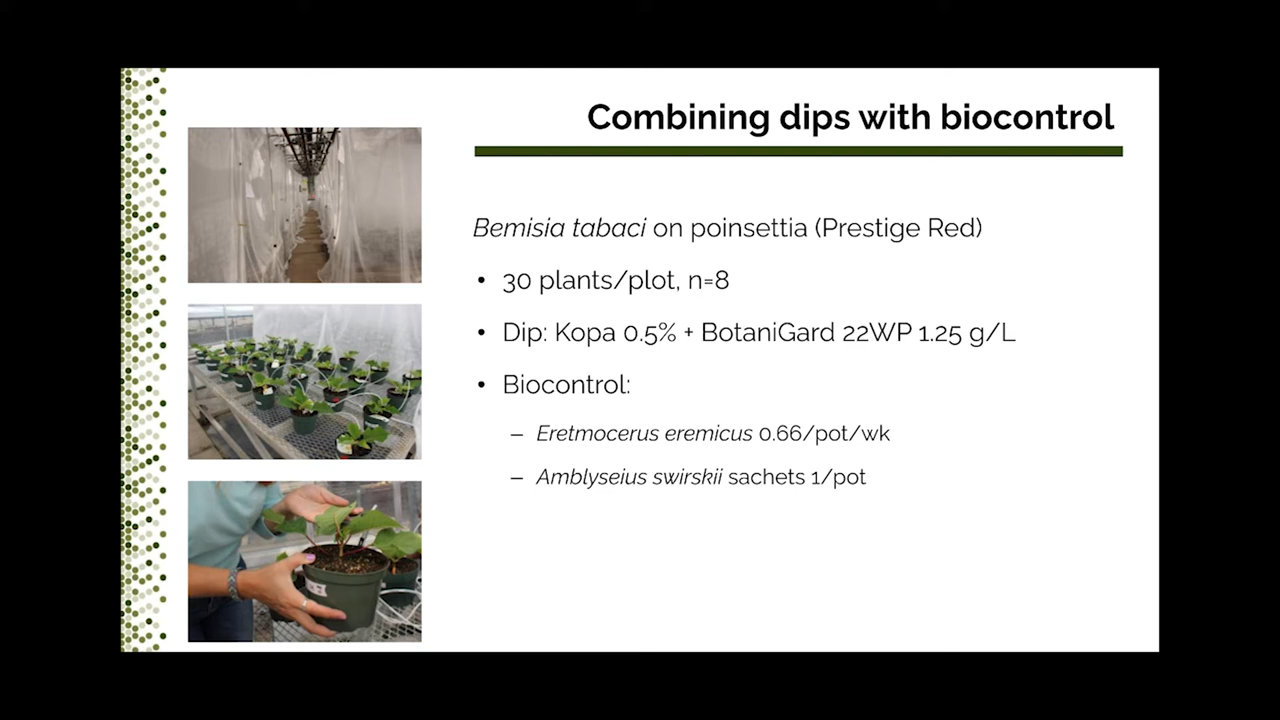 Combining dips with biocontrol
Bemisia tabaci on poinsettia (Prestige Red)
• 30 plants/plot, n=8
• Dip: Kopa 0.5% + BotaniGard 22WP 1.25 g/L
• Biocontrol:
– Eretmocerus eremicus 0.66/pot/wk
– Amblyseius swirskii sachets 1/pot